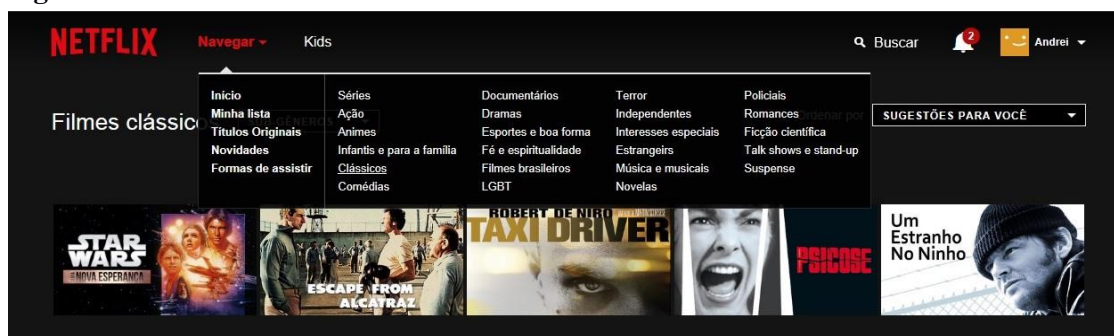 NETFLIX Navegar Kids Buscar 2 Andrei
Filmes clássicos
Ordenar por SUGESTÕES PARA VOCÊ
Início
Minha lista
Títulos Originais
Novidades
Formas de assistir
Séries
Ação
Animes
Infantis e para a família
Clássicos
Comédias
Documentários
Dramas
Esportes e boa forma
Fé e espiritualidade
Filmes brasileiros
LGBT
Terror
Independentes
Interesses especiais
Estrangeirs
Música e musicais
Novelas
Policiais
Romances
Ficção científica
Talk shows e stand-up
Suspense
STAR
WARS
NOVA ESPERANÇA
ESCAPE FROM
ALCATRAZ
ROBERT DE NIRO
TAXI DRIVER
PSICOSE
Um
Estranho
No Ninho